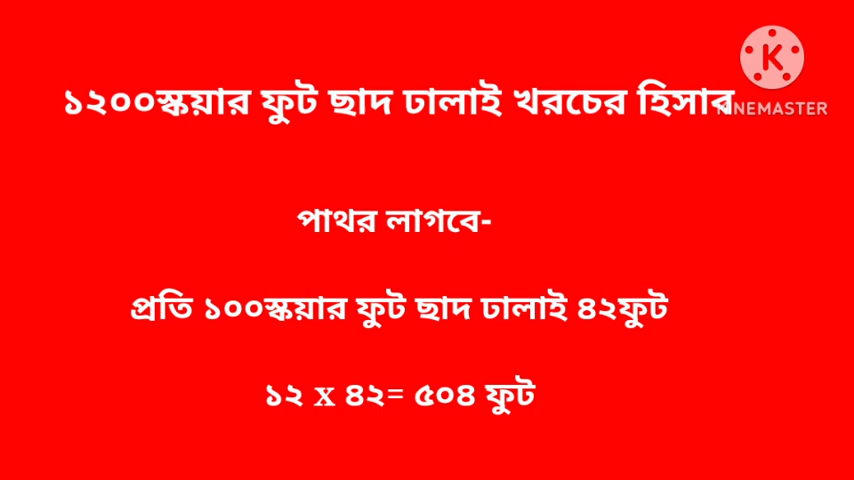 ১২০০স্কয়ার ফুট ছাদ ঢালাই খরচের হিসাব
KINEMASTER
পাথর লাগবে-
প্রতি ১০০স্কয়ার ফুট ছাদ ঢালাই ৪২ফুট
১২ x ৪২= ৫০৪ ফুট